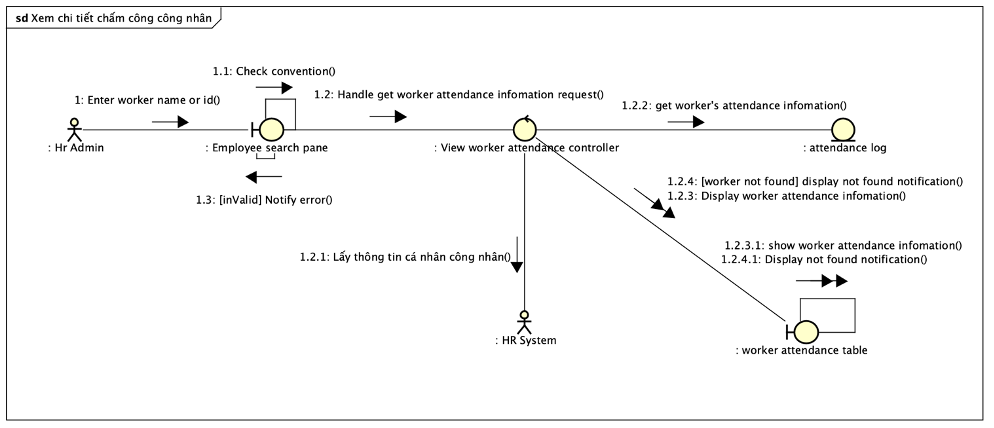 sd Xem chi tiết chấm công công nhân
1.1: Check convention()
1: Enter worker name or id()
1.2: Handle get worker attendance infomation request()
1.2.2: get worker's attendance infomation()
: Hr Admin
: Employee search pane
: View worker attendance controller
: attendance log
1.3: [inValid] Notify error()
1.2.4: [worker not found] display not found notification()
1.2.3: Display worker attendance infomation()
1.2.1: Lấy thông tin cá nhân công nhân()
1.2.3.1: show worker attendance infomation()
1.2.4.1: Display not found notification()
: HR System
: worker attendance table